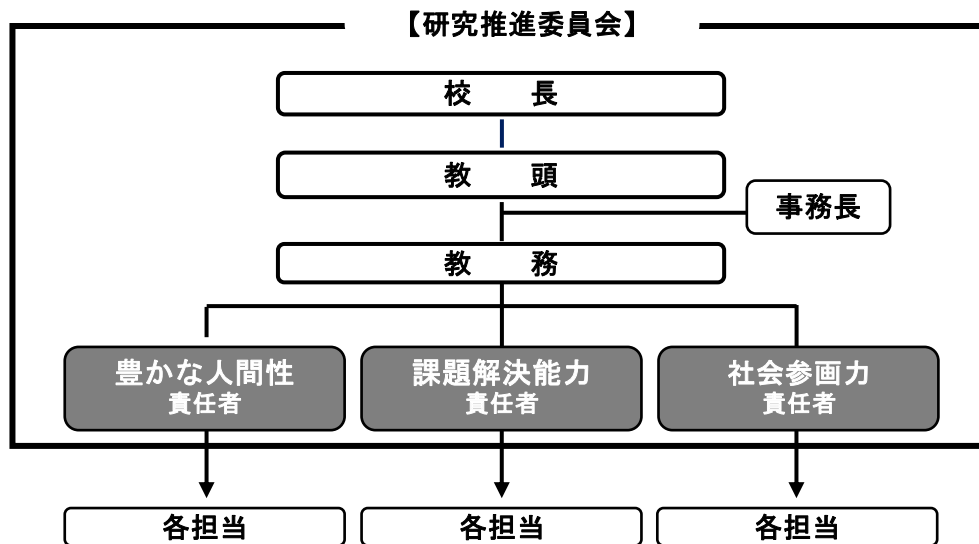 【研究推進委員会】
校　長
教　頭
事務長
教　務
豊かな人間性
責任者
課題解決能力
責任者
社会参画力
責任者
各担当
各担当
各担当